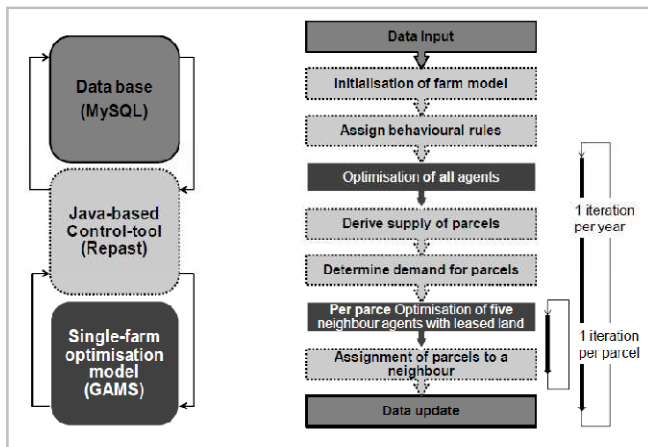 Data base
(MySQL)
Java-based
Control-tool
(Repast)
Single-farm
optimisation
model
(GAMS)
Data Input
Initialisation of farm model
Assign behavioural rules
Optimisation of all agents
Derive supply of parcels
Determine demand for parcels
Per parce Optimisation of five
neighbour agents with leased land
Assignment of parcels to a
neighbour
Data update
1 iteration
per year
1 iteration
per parcel